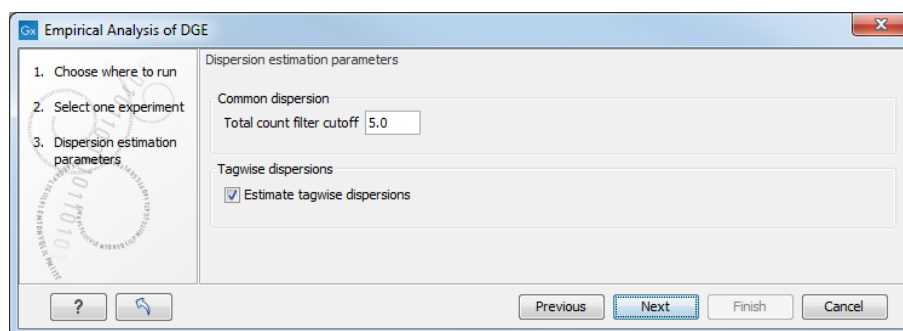 Gx Empirical Analysis of DGE
X
1. Choose where to run
2. Select one experiment
3. Dispersion estimation
parameters
Dispersion estimation parameters
Common dispersion
Total count filter cutoff 5.0
Tagwise dispersions
Estimate tagwise dispersions
?
Previous Next Finish Cancel